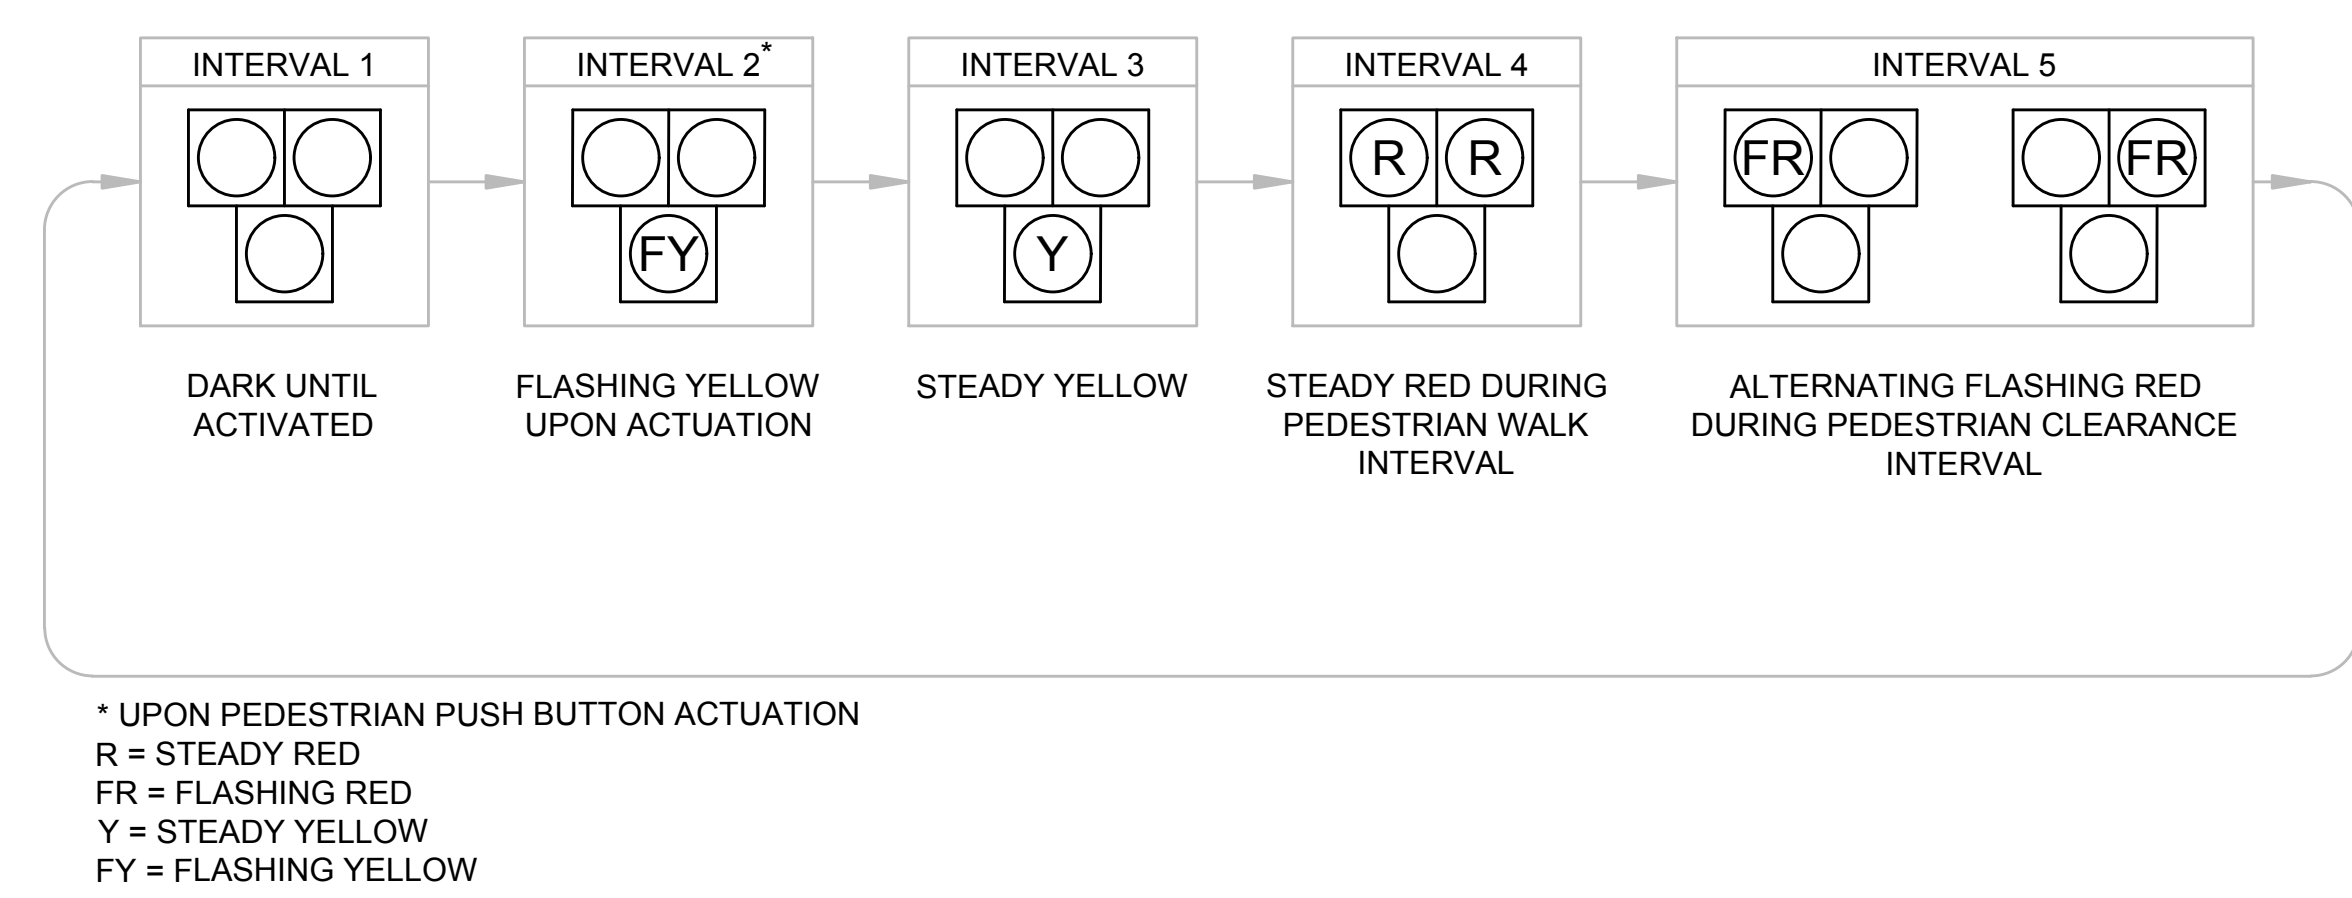 INTERVAL 1
DARK UNTIL
ACTIVATED
INTERVAL 2*
FY
FLASHING YELLOW
UPON ACTUATION
INTERVAL 3
Y
STEADY YELLOW
INTERVAL 4
R R
STEADY RED DURING
PEDESTRIAN WALK
INTERVAL
INTERVAL 5
FR FR
ALTERNATING FLASHING RED
DURING PEDESTRIAN CLEARANCE
INTERVAL
* UPON PEDESTRIAN PUSH BUTTON ACTUATION
R = STEADY RED
FR = FLASHING RED
Y = STEADY YELLOW
FY = FLASHING YELLOW